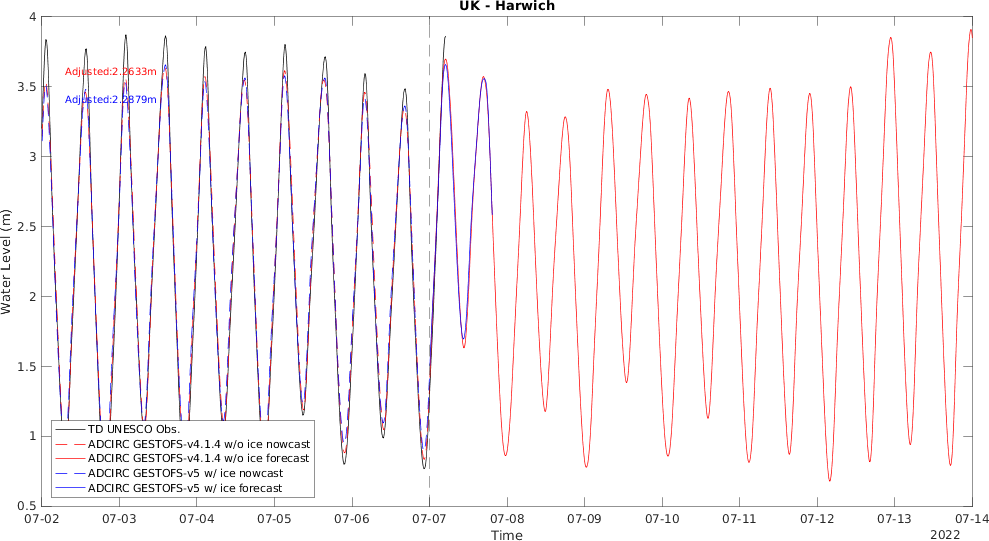 UK - Harwich
4
3.5
3
2.5
2
1.5
1
0.5
Water Level (m)
Adjusted:2.2633m
Adjusted:2.2879m
TD UNESCO Obs.
ADCIRC GESTOFS-v4.1.4 w/o ice nowcast
ADCIRC GESTOFS-v4.1.4 w/o ice forecast
ADCIRC GESTOFS-v5 w/ ice nowcast
ADCIRC GESTOFS-v5 w/ ice forecast
07-02 07-03 07-04 07-05 07-06 07-07 07-08 07-09 07-10 07-11 07-12 07-13 07-14
Time
2022